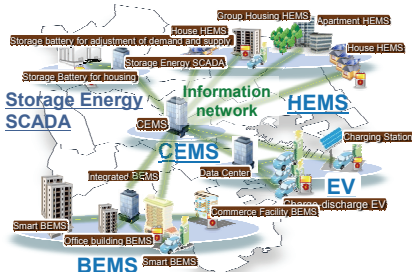 Group Housing HEMS
Apartment HEMS
House HEMS
Storage battery for adjustment of demand and supply
House HEMS
Storage Energy SCADA
Storage Battery for housing
Information
network
Storage Energy
SCADA
HEMS
CEMS
Charging Station
CEMS
Integrated BEMS
Data Center
EV
Charge discharge EV
Commerce Facility BEMS
Smart BEMS
Office building BEMS
Smart BEMS
BEMS